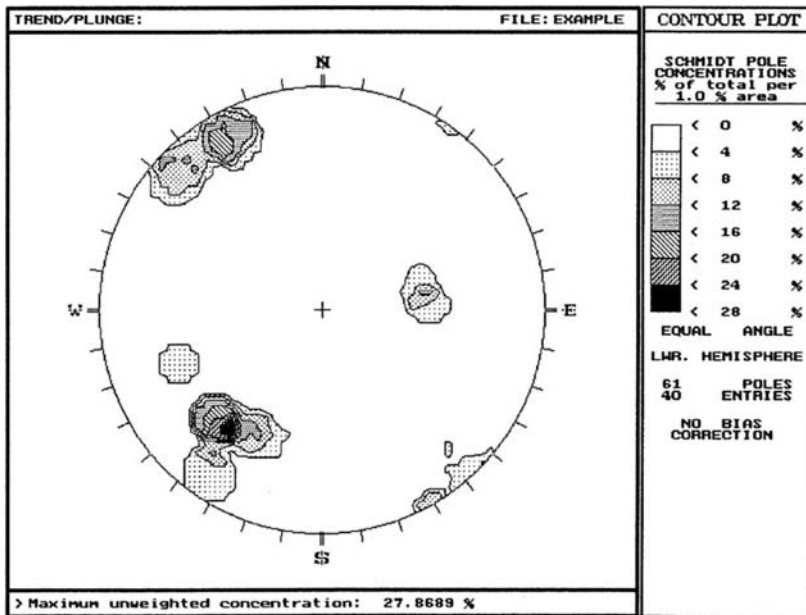 TREND/PLUNGE: FILE: EXAMPLE
N
W E
S
> Maximum unweighted concentration: 27.8689 %
CONTOUR PLOT
SCHMIDT POLE
CONCENTRATIONS
% of total per
1.0 % area
< 0 %
< 4 %
< 8 %
< 12 %
< 16 %
< 20 %
< 24 %
< 28 %
EQUAL ANGLE
LWR. HEMISPHERE
61 POLES
40 ENTRIES
NO BIAS
CORRECTION